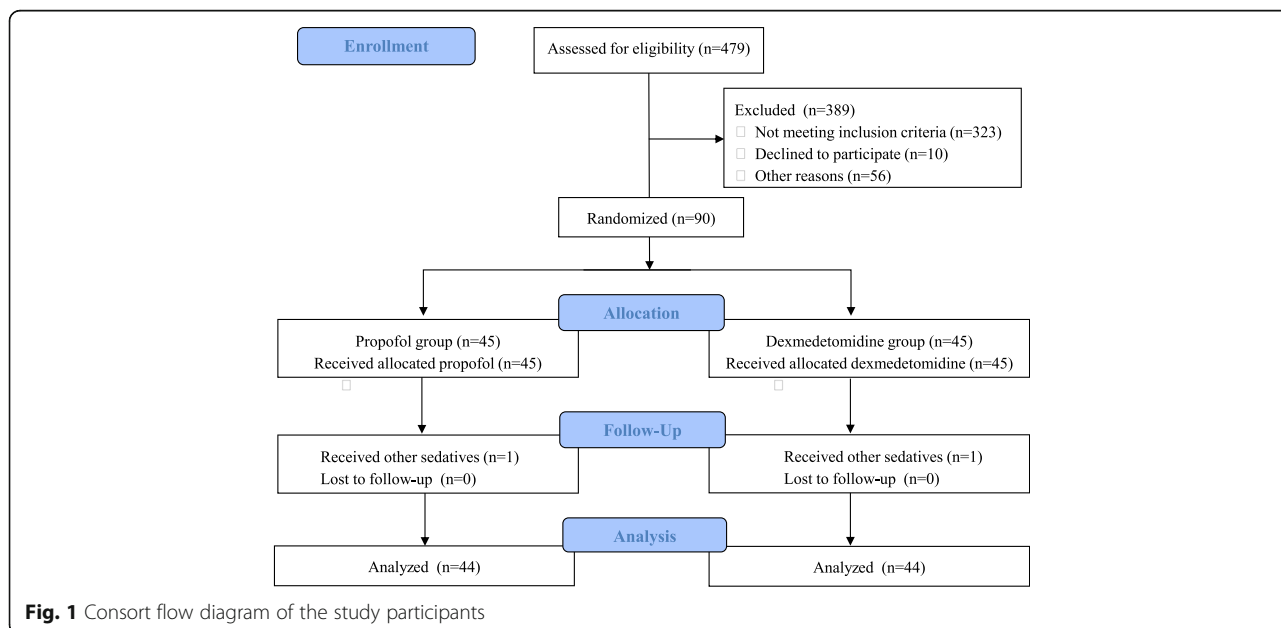 Enrollment
Assessed for eligibility (n=479)
Excluded (n=389)
Not meeting inclusion criteria (n=323)
Declined to participate (n=10)
Other reasons (n=56)
Randomized (n=90)
Allocation
Propofol group (n=45)
Received allocated propofol (n=45)
Dexmedetomidine group (n=45)
Received allocated dexmedetomidine (n=45)
Follow-Up
Received other sedatives (n=1)
Lost to follow-up (n=0)
Received other sedatives (n=1)
Lost to follow-up (n=0)
Analysis
Analyzed (n=44)
Analyzed (n=44)
Fig. 1 Consort flow diagram of the study participants